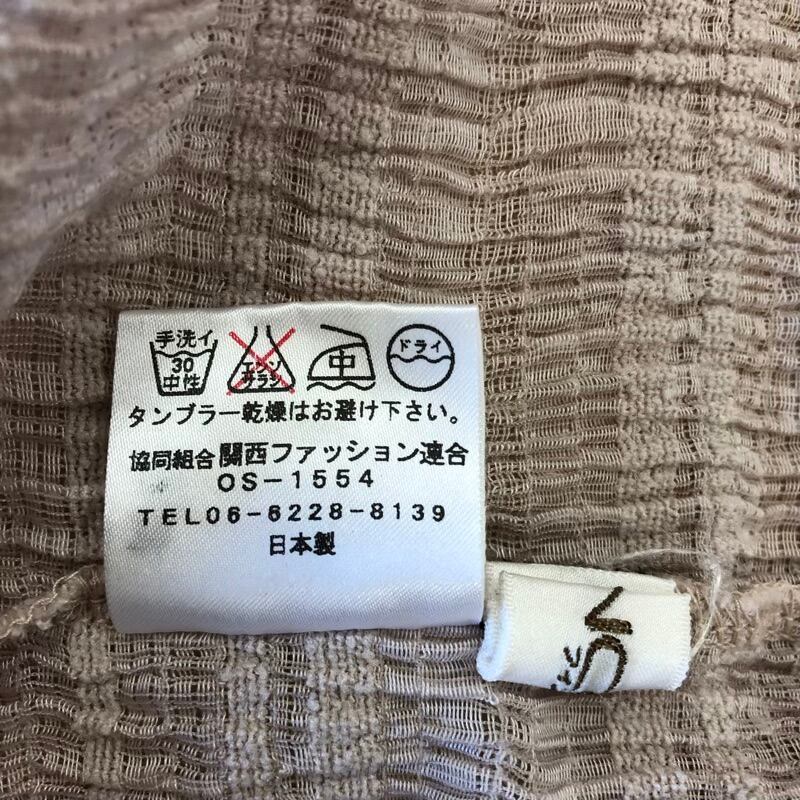 手洗イ
30
中性
エンソ
サラシ
中
ドライ
タンブラー乾燥はお避け下さい。
協同組合関西ファッション連合
OS-1554
TEL06-6228-8139
日本製